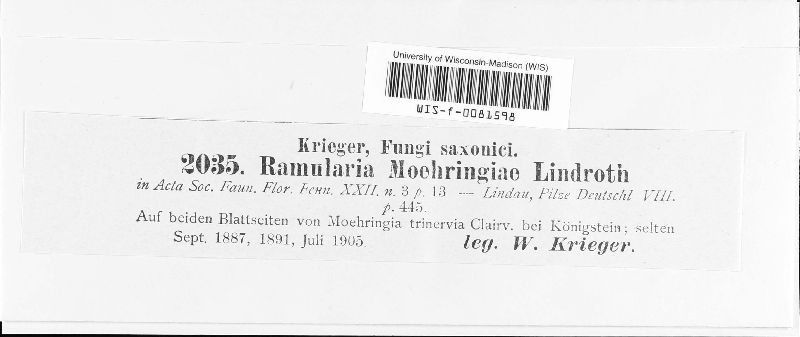 University of Wisconsin-Madison (WIS)
WIS-f-0081598
Krieger, Fungi saxonici.
2035. Ramularia Moehringiae Lindroth
in Acta Soc. Faun. Flor. Fenn. XXII. n. 3 p. 13 — Lindau, Pilze Deutschl VIII.
p. 445.
Auf beiden Blattseiten von Moehringia trinervia Clairv. bei Königstein; selten
Sept. 1887, 1891, Juli 1905. leg. W. Krieger.